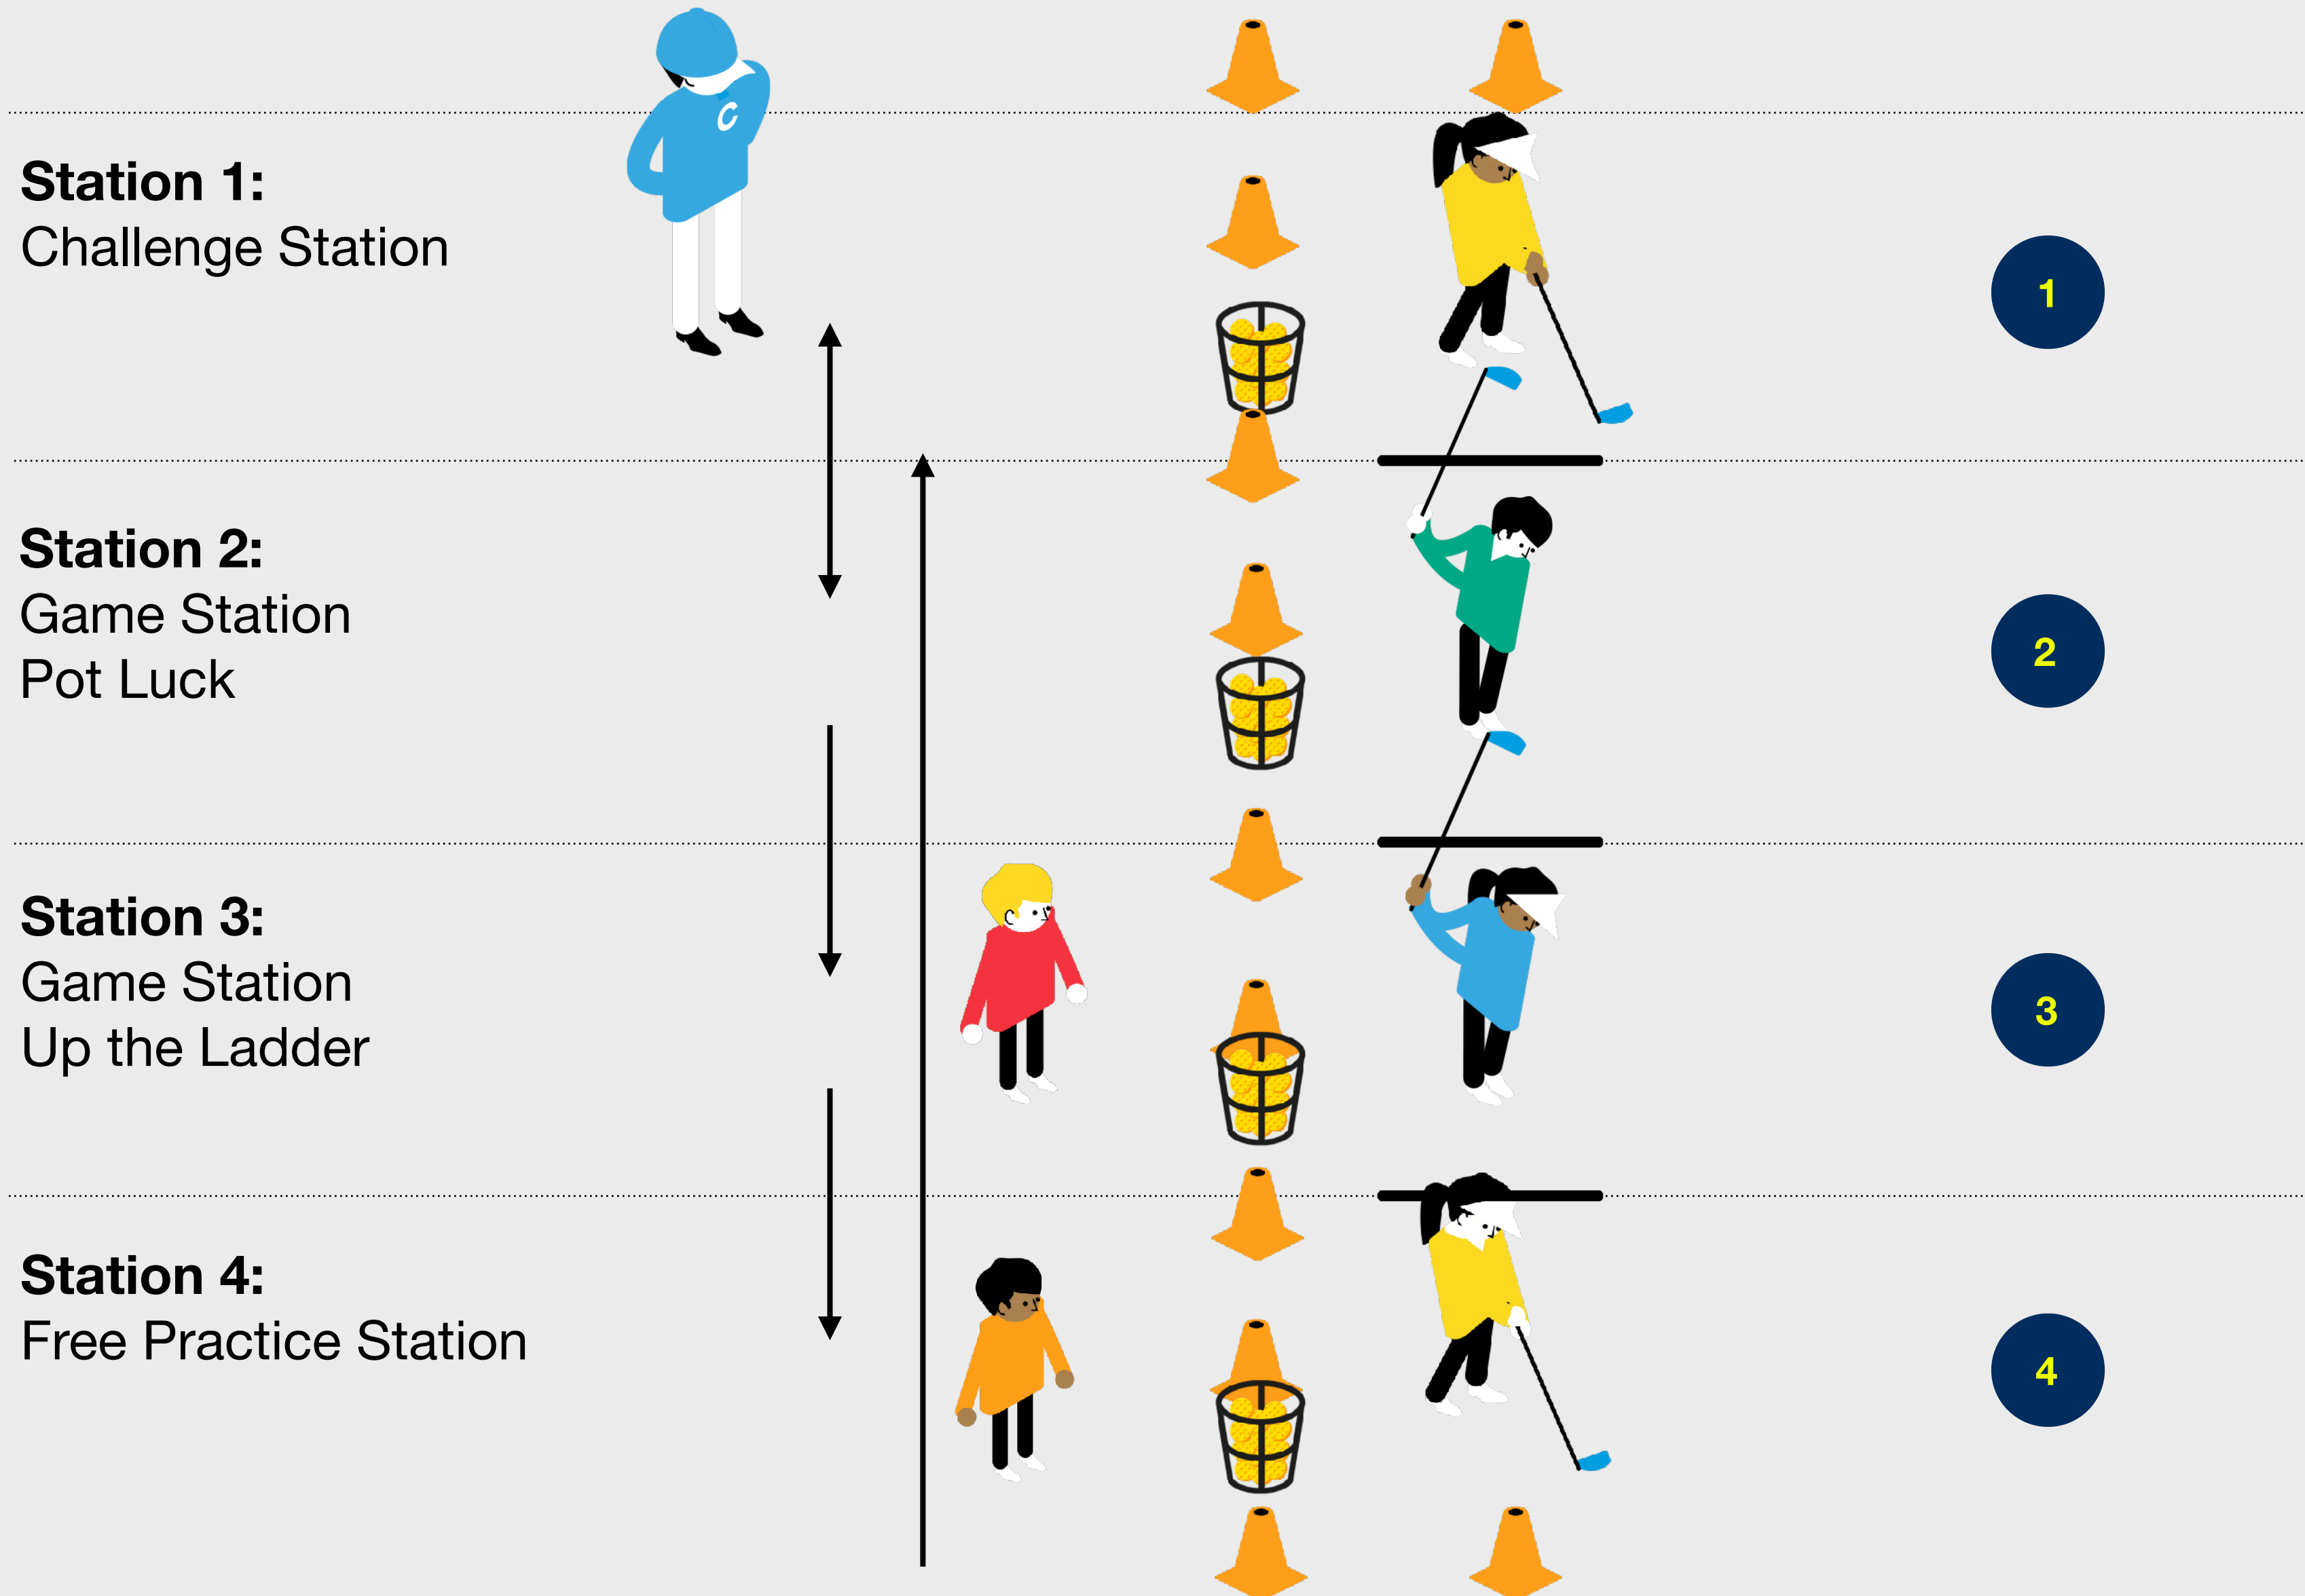 C
Station 1:
Challenge Station
1
Station 2:
Game Station
Pot Luck
2
Station 3:
Game Station
Up the Ladder
3
Station 4:
Free Practice Station
4